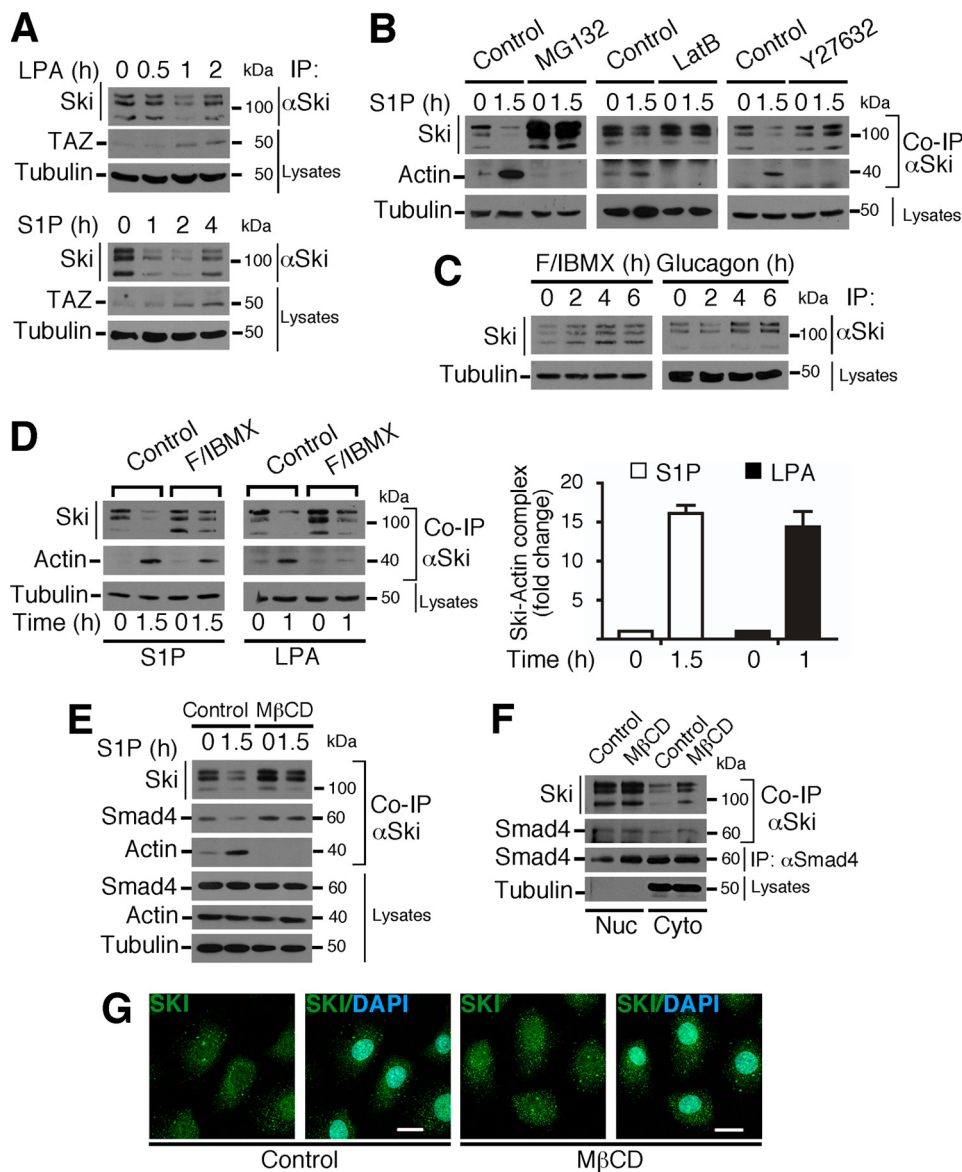 A
LPA (h) 0 0.5 1 2 kDa IP:
Ski 100 αSki
TAZ 50
Tubulin 50 Lysates
S1P (h) 0 1 2 4 kDa
Ski 100 αSki
TAZ 50
Tubulin 50 Lysates
B
Control MG132 Control LatB Control Y27632
S1P (h) 0 1.5 0 1.5 0 1.5 0 1.5 0 1.5 0 1.5 kDa
Ski 100 Co-IP
Actin 40 αSki
Tubulin 50 Lysates
C
F/IBMX (h) Glucagon (h)
0 2 4 6 0 2 4 6 kDa IP:
Ski 100 αSki
Tubulin 50 Lysates
D
Control F/IBMX Control F/IBMX
kDa
Ski 100 Co-IP
Actin 40 αSki
Tubulin 50 Lysates
Time (h) 0 1.5 0 1.5 0 1 0 1
S1P LPA
S1P LPA
Ski-Actin complex
(fold change)
20
15
10
5
Time (h) 0 1.5 0 1
E
Control MβCD
S1P (h) 0 1.5 0 1.5 kDa
Ski 100
Co-IP
Smad4 60 αSki
Actin 40
Smad4 60
Actin 40 Lysates
Tubulin 50
F
Control MβCD Control MβCD
kDa
Ski 100 Co-IP
Smad4 60 αSki
Smad4 60 IP: αSmad4
Tubulin 50 Lysates
Nuc Cyto
G
SKI SKI/DAPI SKI SKI/DAPI
Control MβCD